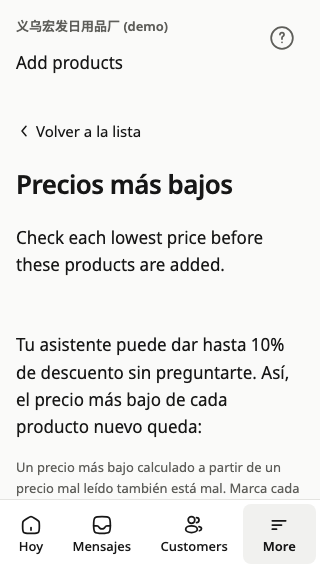 义乌宏发日用品厂 (demo)
Add products
Volver a la lista
Precios más bajos
Check each lowest price before
these products are added.
Tu asistente puede dar hasta 10%
de descuento sin preguntarte. Así,
el precio más bajo de cada
producto nuevo queda:
Un precio más bajo calculado a partir de un
precio mal leído también está mal. Marca cada
Hoy
Mensajes
Customers
More